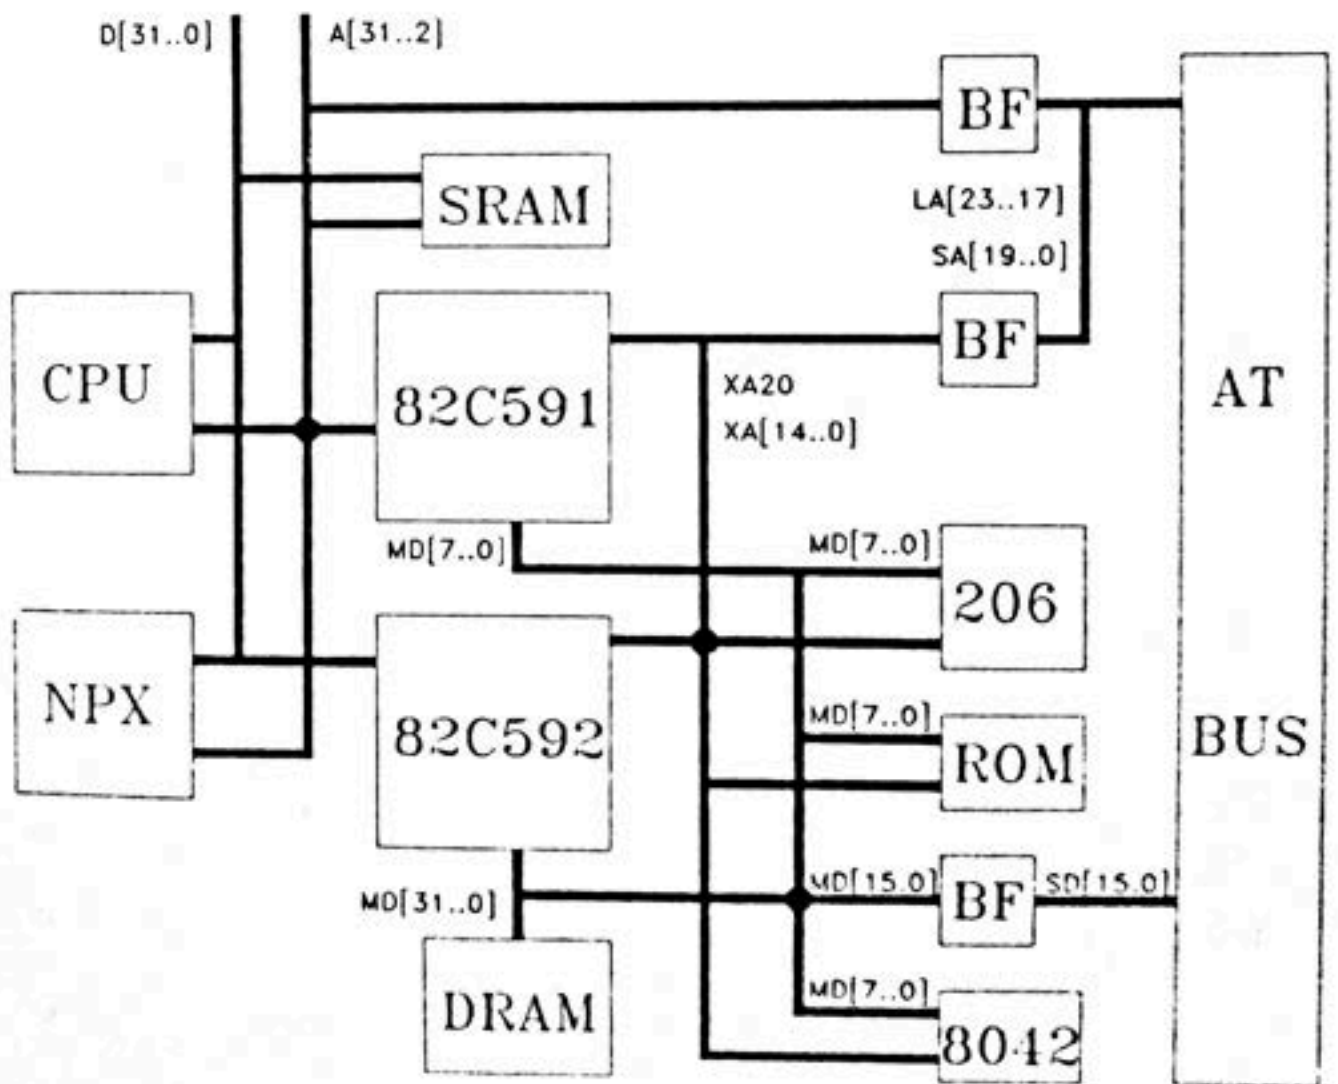 D[31..0]
A[31..2]
BF
SRAM
LA[23..17]
SA[19..0]
CPU
82C591
BF
XA20
XA[14..0]
AT
BUS
MD[7..0]
MD[7..0]
206
NPX
82C592
MD[7..0]
ROM
MD[31..0]
MD[15.0]
BF
SD[15.0]
DRAM
MD[7..0]
8042